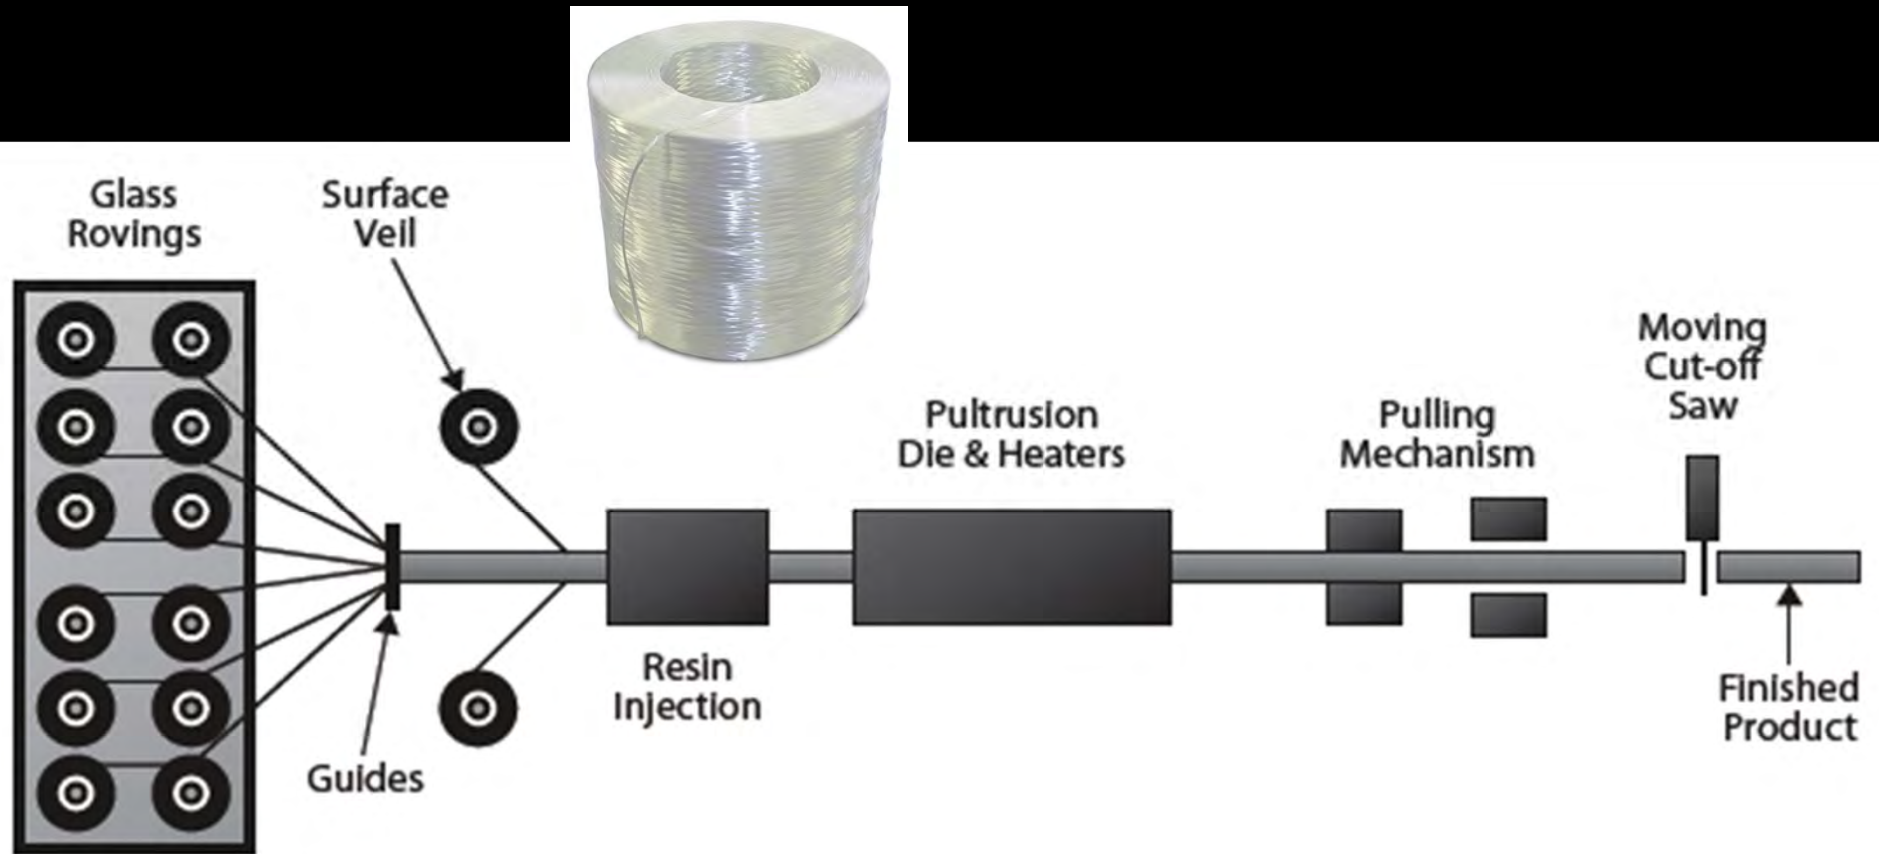 Glass
Rovings
Surface
Veil
Guides
Resin
Injection
Pultrusion
Die & Heaters
Pulling
Mechanism
Moving
Cut-off
Saw
Finished
Product